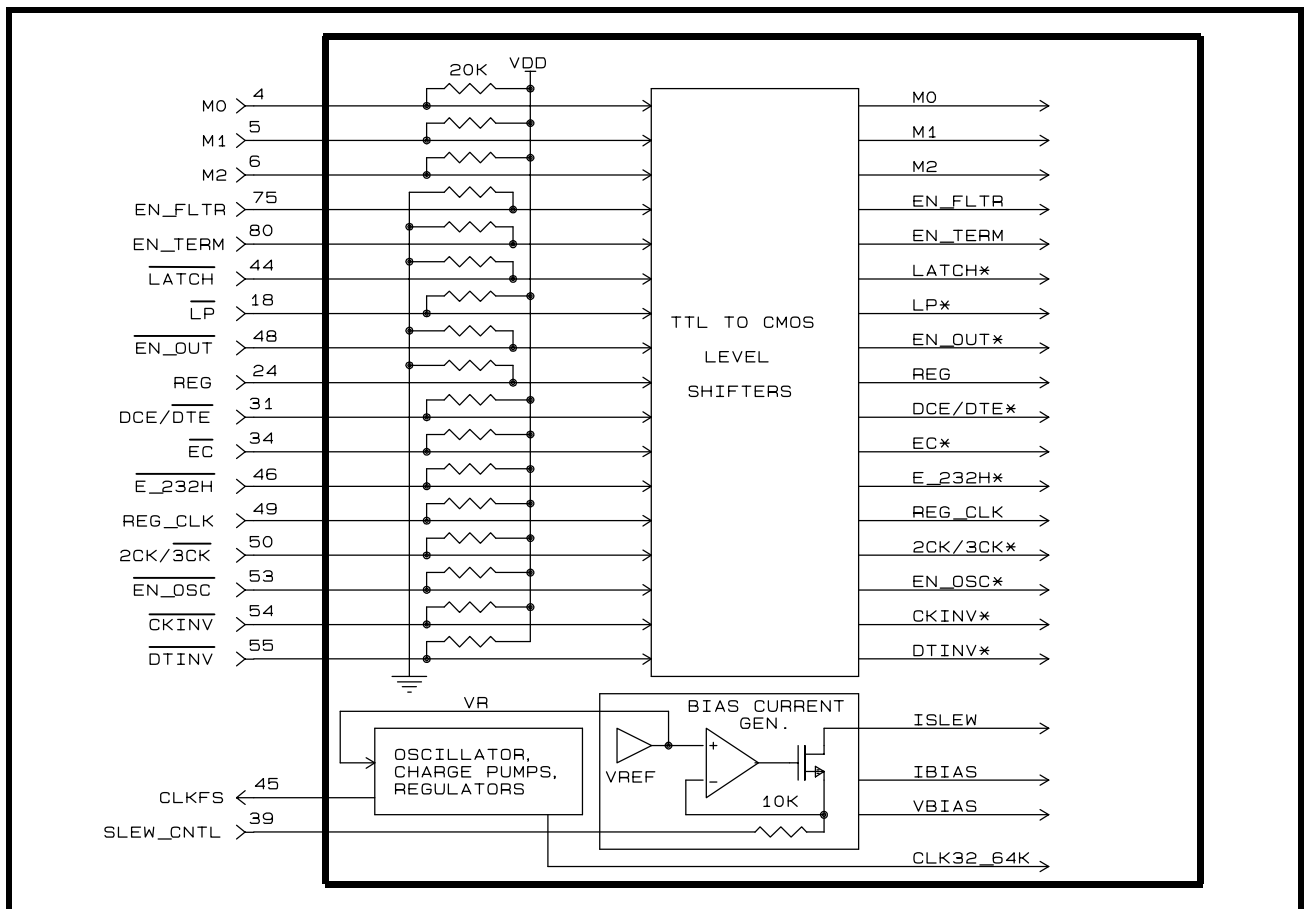 VDD
20K
M0 4 M0
M1 5 M1
M2 6 M2
EN_FLTR 75 EN_FLTR
EN_TERM 80 EN_TERM
LATCH 44 LATCH*
LP 18 LP*
TTL TO CMOS
EN_OUT 48 EN_OUT*
LEVEL
REG 24 REG
SHIFTERS
DCE/DTE 31 DCE/DTE*
EC 34 EC*
E_232H 46 E_232H*
REG_CLK 49 REG_CLK
2CK/3CK 50 2CK/3CK*
EN_OSC 53 EN_OSC*
CKINV 54 CKINV*
DTINV 55 DTINV*
VR
BIAS CURRENT
GEN.
ISLEW
+
OSCILLATOR,
CHARGE PUMPS,
REGULATORS
VREF
−
IBIAS
CLKFS 45
10K
VBIAS
SLEW_CNTL 39
CLK32_64K